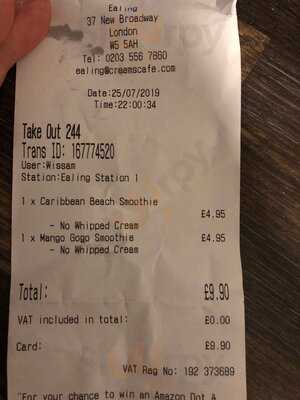 Ealing
37 New Broadway
London
W5 5AH
Tel: 0203 556 7860
ealing@creamscafe.com
Date:25/07/2019
Time:22:00:34
Take Out 244
Trans ID: 167774520
User:Wissam
Station:Ealing Station 1
1 x Caribbean Beach Smoothie
£4.95
- No Whipped Cream
1 x Mango Gogo Smoothie £4.95
- No Whipped Cream
Total: £9.90
VAT included in total: £0.00
Card: £9.90
VAT Reg No: 192 373689
"For your chance to win an Amazon Dot &